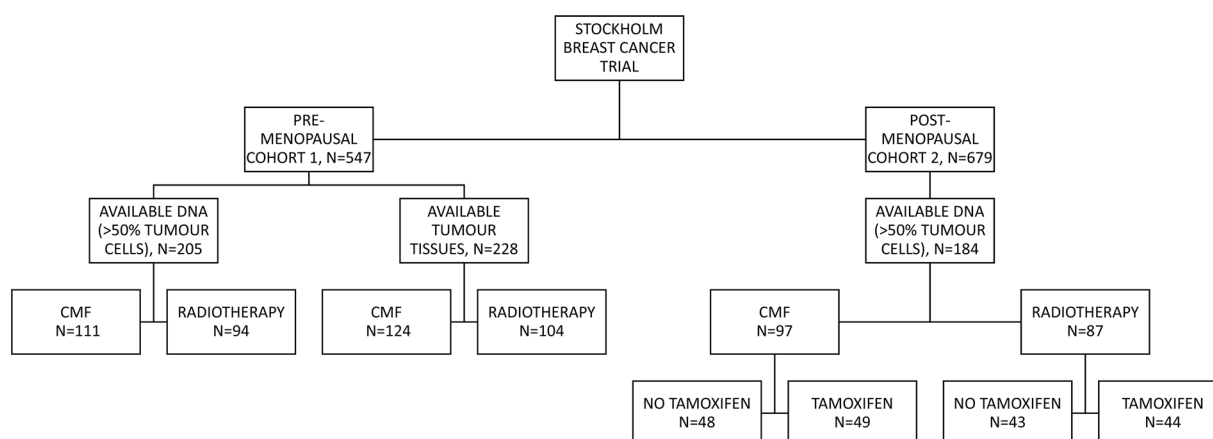 STOCKHOLM
BREAST CANCER
TRIAL
PRE-
MENOPAUSAL
COHORT 1, N=547
POST-
MENOPAUSAL
COHORT 2, N=679
AVAILABLE DNA
(>50% TUMOUR
CELLS), N=205
AVAILABLE
TUMOUR
TISSUES, N=228
AVAILABLE DNA
(>50% TUMOUR
CELLS), N=184
CMF
N=111
RADIOTHERAPY
N=94
CMF
N=124
RADIOTHERAPY
N=104
CMF
N=97
RADIOTHERAPY
N=87
NO TAMOXIFEN
N=48
TAMOXIFEN
N=49
NO TAMOXIFEN
N=43
TAMOXIFEN
N=44